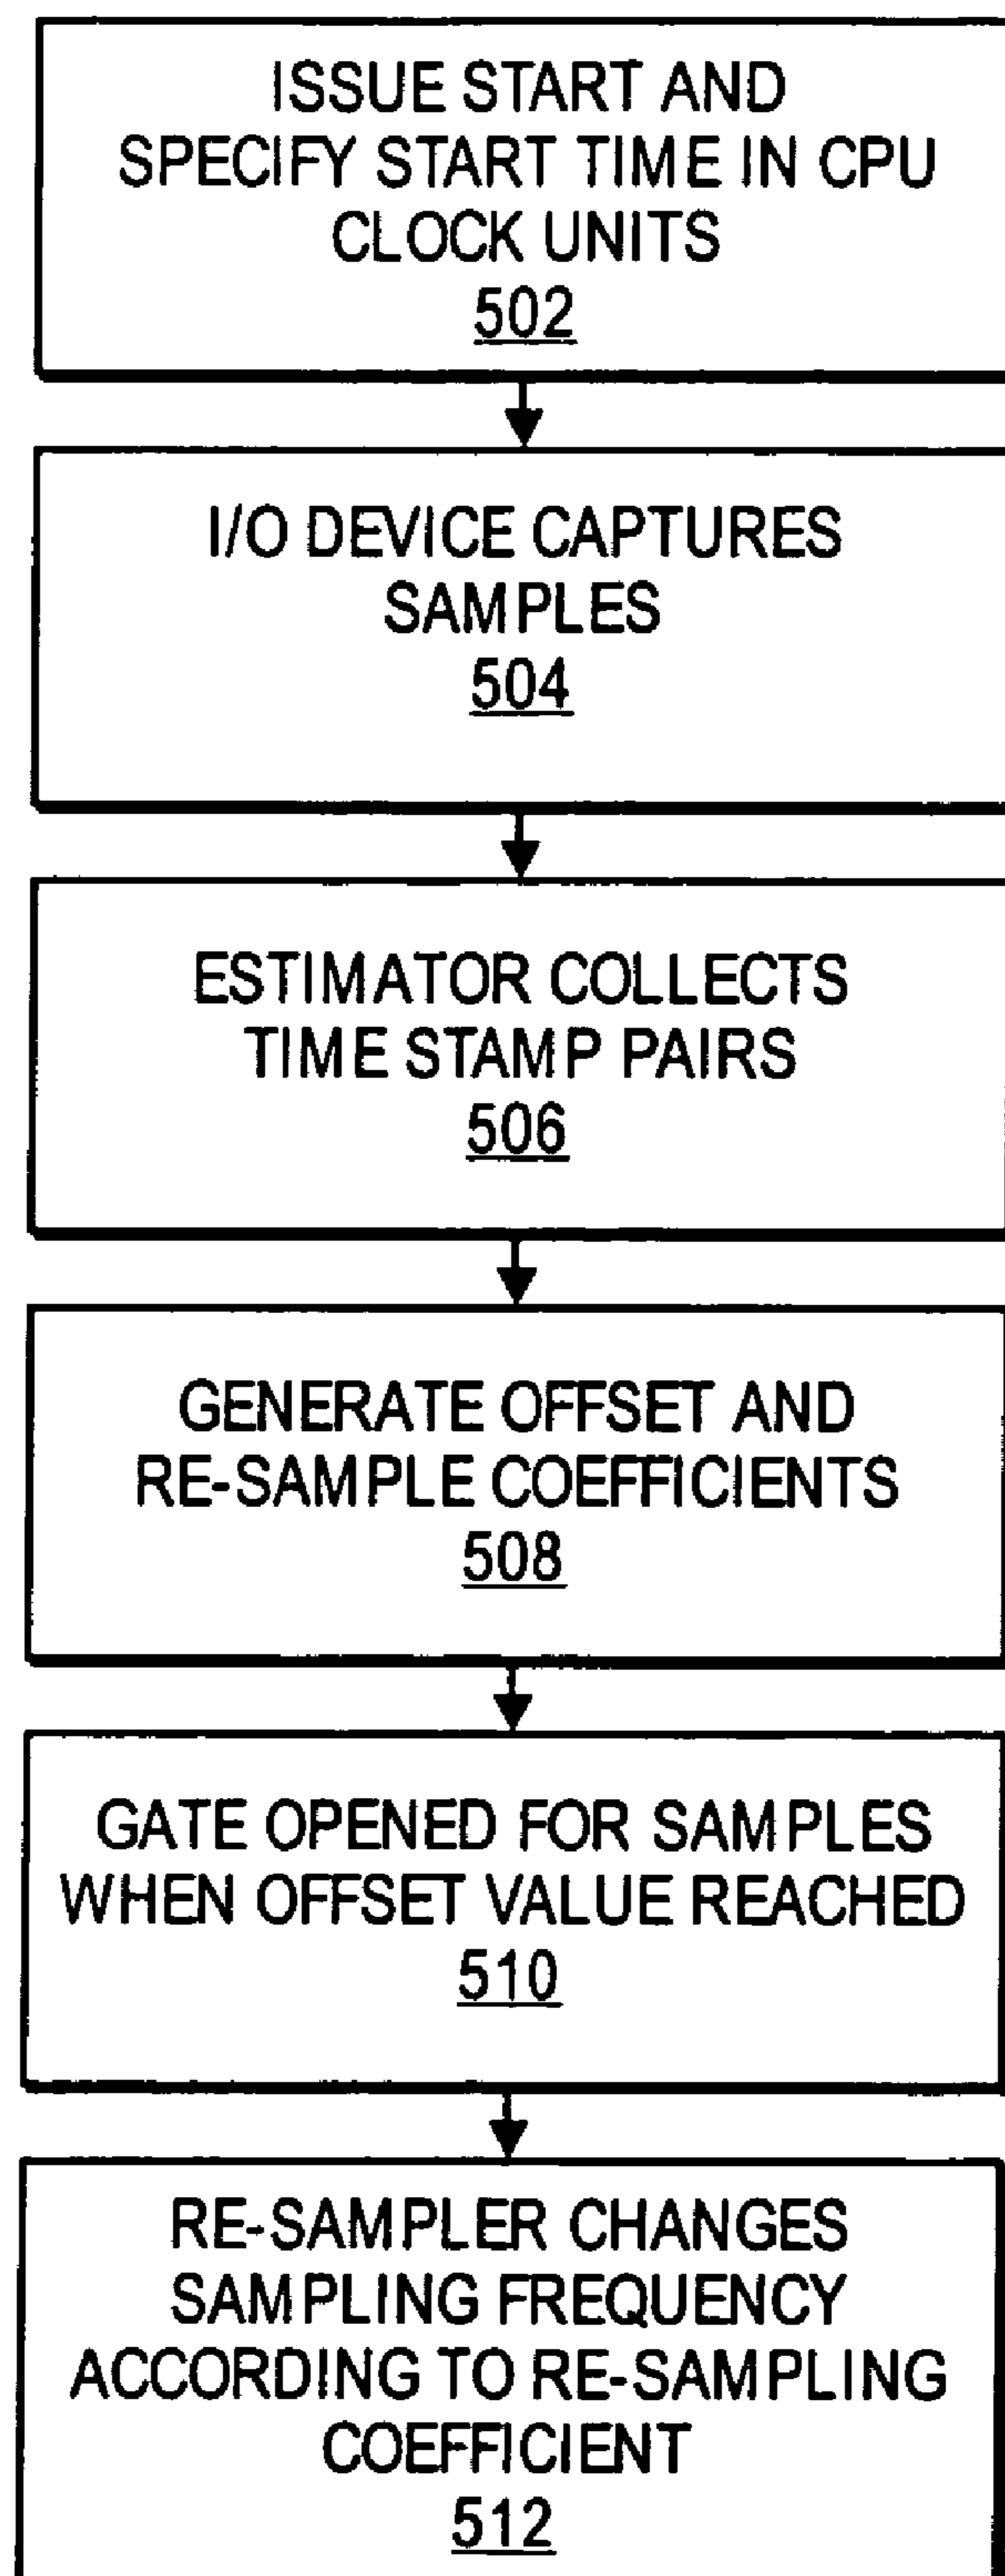 ISSUE START AND
SPECIFY START TIME IN CPU
CLOCK UNITS
502
I/O DEVICE CAPTURES
SAMPLES
504
ESTIMATOR COLLECTS
TIME STAMP PAIRS
506
GENERATE OFFSET AND
RE-SAMPLE COEFFICIENTS
508
GATE OPENED FOR SAMPLES
WHEN OFFSET VALUE REACHED
510
RE-SAMPLER CHANGES
SAMPLING FREQUENCY
ACCORDING TO RE-SAMPLING
COEFFICIENT
512